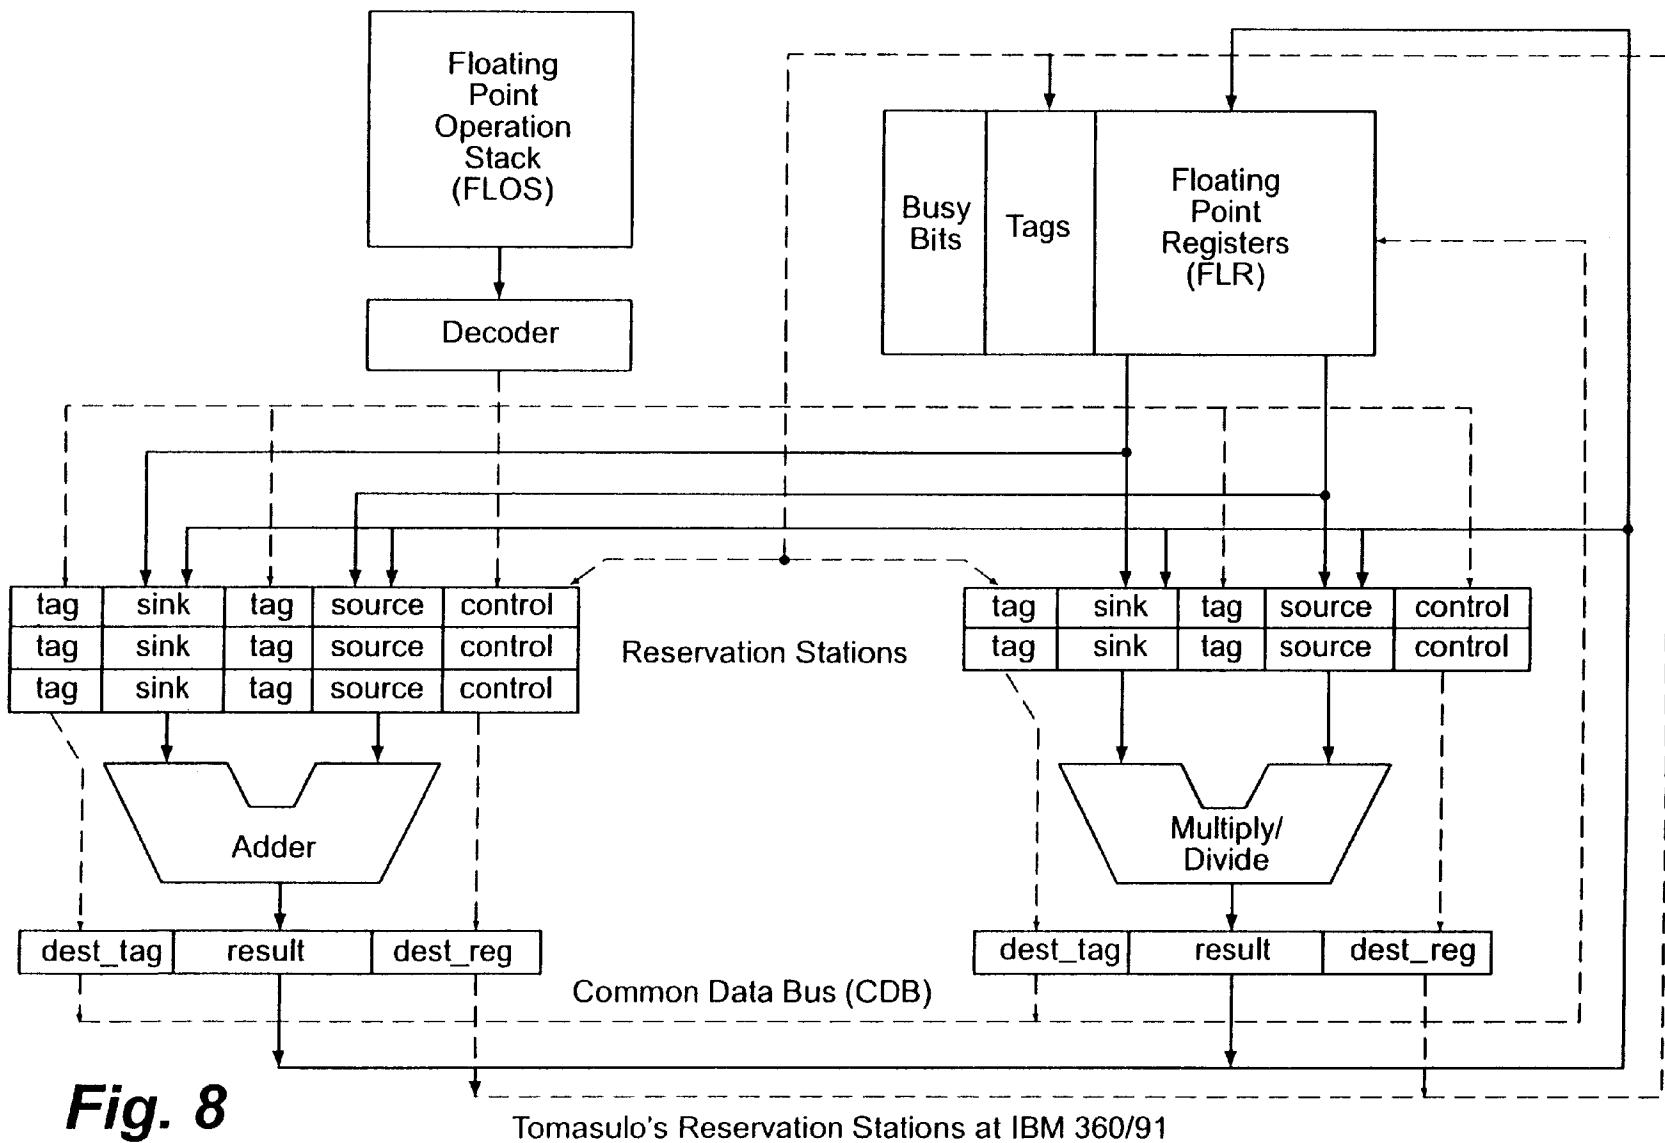 Floating
Point
Operation
Stack
(FLOS)
Decoder
Busy
Bits
Tags
Floating
Point
Registers
(FLR)
tag sink tag source control
tag sink tag source control
tag sink tag source control
Reservation Stations
tag sink tag source control
tag sink tag source control
Adder
Multiply/
Divide
dest_tag result dest_reg
dest_tag result dest_reg
Common Data Bus (CDB)
Fig. 8
Tomasulo's Reservation Stations at IBM 360/91